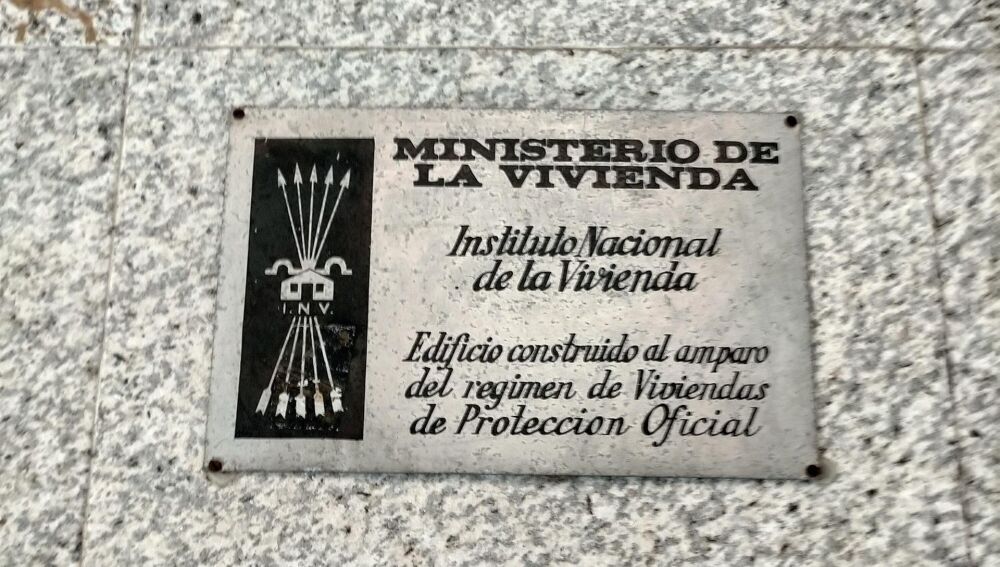 MINISTERIO DE
LA VIVIENDA
Instituto Nacional
de la Vivienda
I.N.V.
Edificio construido al amparo
del regimen de Viviendas
de Proteccion Oficial